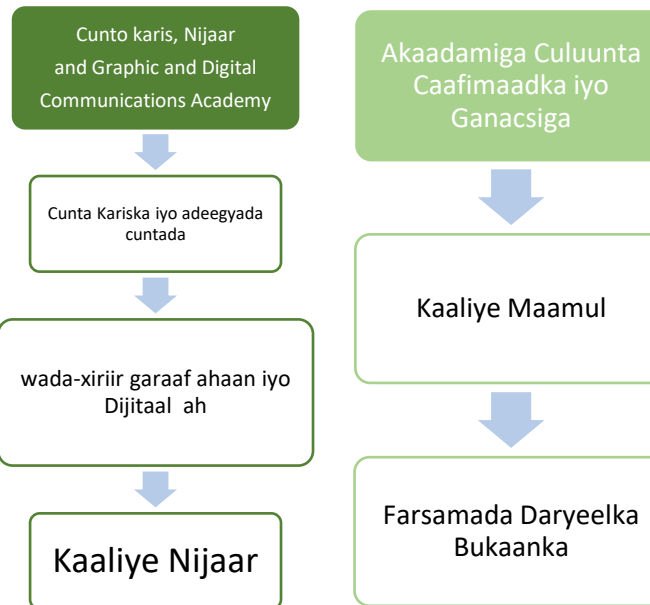 Cunto karis, Nijaar
and Graphic and Digital
Communications Academy
Cunta Kariska iyo adeegyada
cuntada
wada-xiriir garaaf ahaan iyo
Dijitaal ah
Kaaliye Nijaar
Akaadamiga Culuunta
Caafimaadka iyo
Ganacsiga
Kaaliye Maamul
Farsamada Daryeelka
Bukaanka